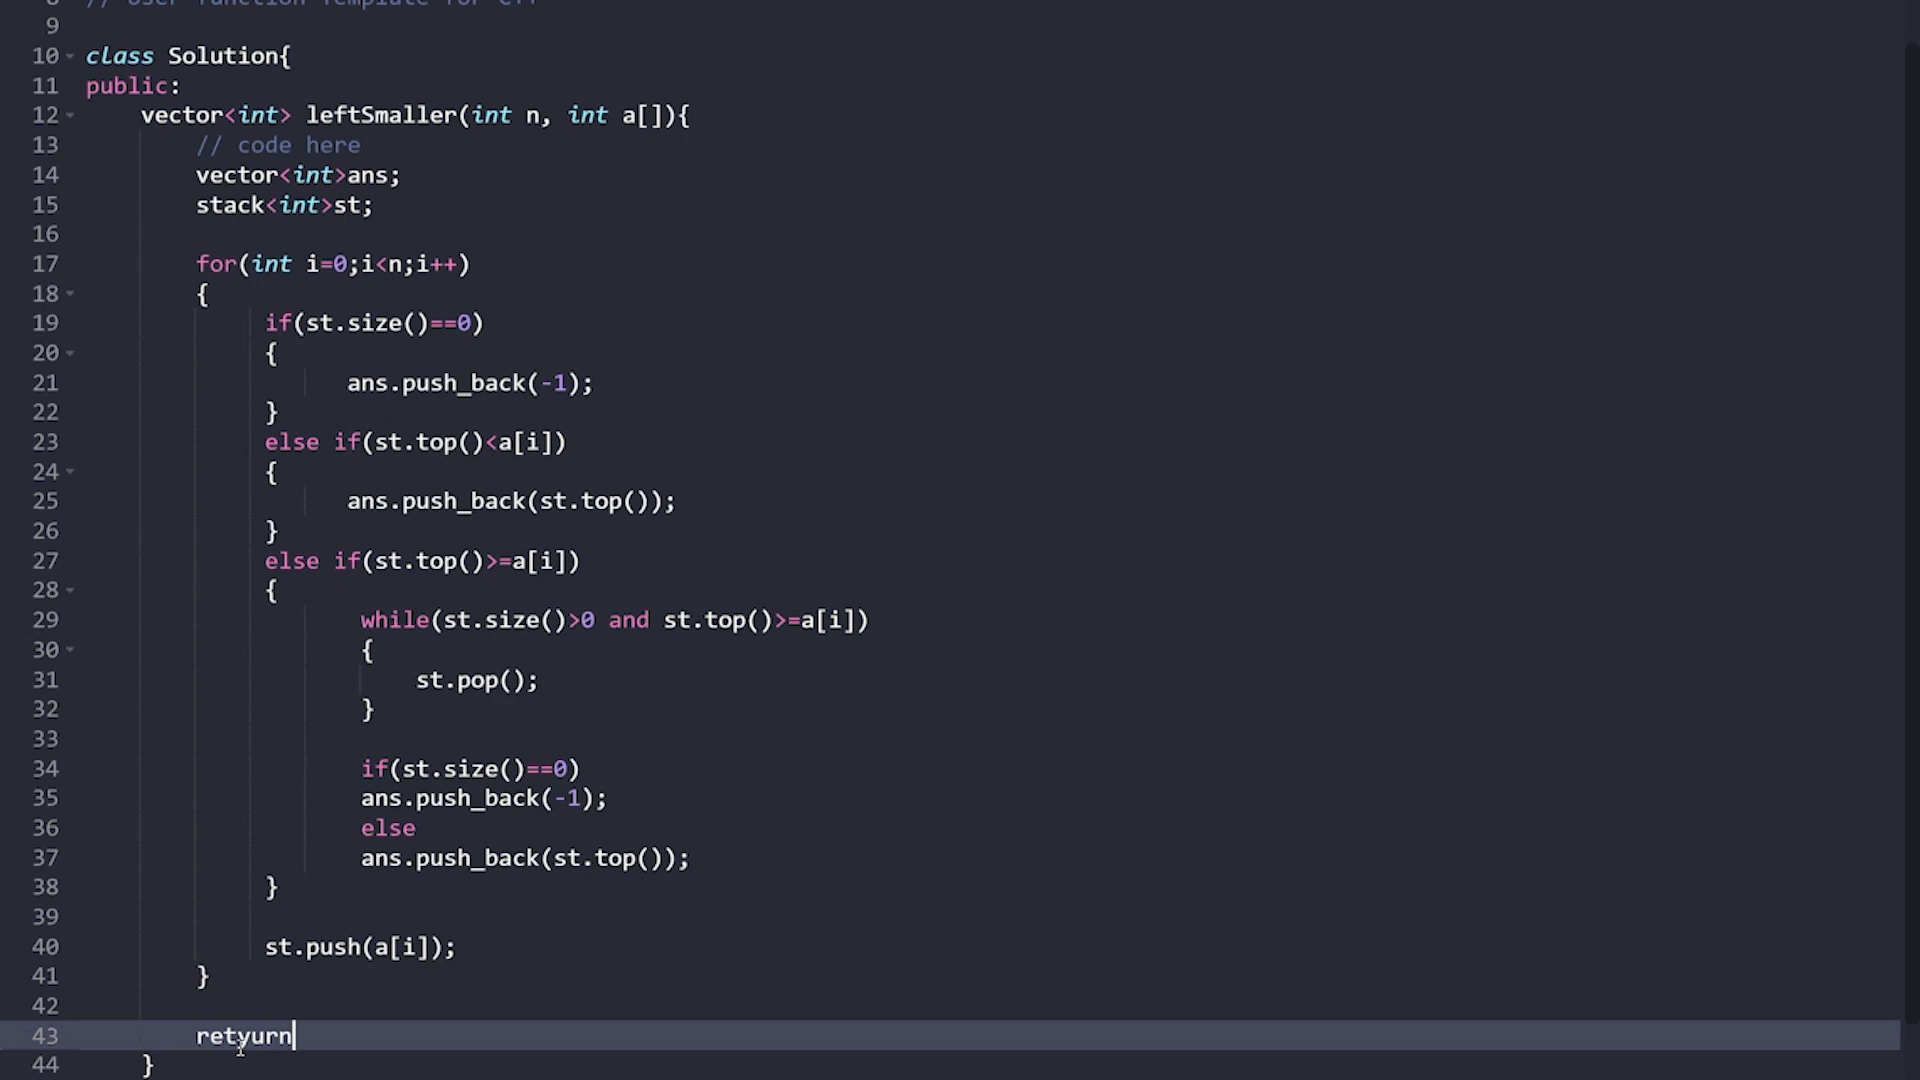 8 // User function Template for C++
9
10 class Solution{
11 public:
12 vector<int> leftSmaller(int n, int a[]){
13 // code here
14 vector<int>ans;
15 stack<int>st;
16
17 for(int i=0;i<n;i++)
18 {
19 if(st.size()==0)
20 {
21 ans.push_back(-1);
22 }
23 else if(st.top()<a[i])
24 {
25 ans.push_back(st.top());
26 }
27 else if(st.top()>=a[i])
28 {
29 while(st.size()>0 and st.top()>=a[i])
30 {
31 st.pop();
32 }
33
34 if(st.size()==0)
35 ans.push_back(-1);
36 else
37 ans.push_back(st.top());
38 }
39
40 st.push(a[i]);
41 }
42
43 retyurn
44 }